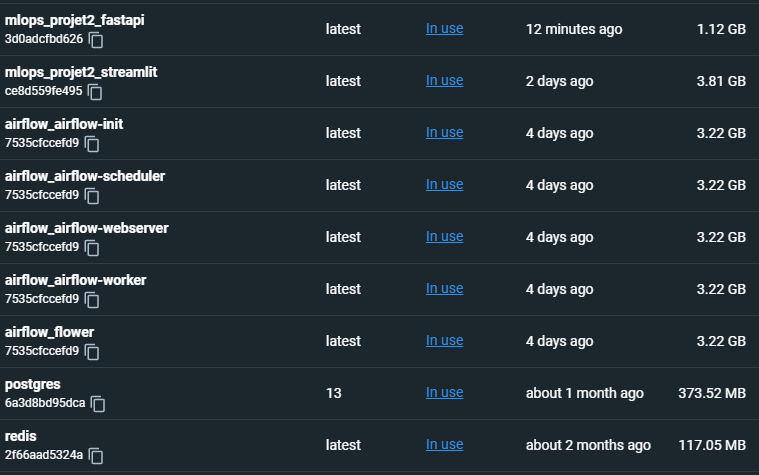 mlops_projet2_fastapi
3d0adcfbd626
latest In use 12 minutes ago 1.12 GB
mlops_projet2_streamlit
ce8d559fe495
latest In use 2 days ago 3.81 GB
airflow_airflow-init
7535cfccefd9
latest In use 4 days ago 3.22 GB
airflow_airflow-scheduler
7535cfccefd9
latest In use 4 days ago 3.22 GB
airflow_airflow-webserver
7535cfccefd9
latest In use 4 days ago 3.22 GB
airflow_airflow-worker
7535cfccefd9
latest In use 4 days ago 3.22 GB
airflow_flower
7535cfccefd9
latest In use 4 days ago 3.22 GB
postgres
6a3d8bd95dca
13 In use about 1 month ago 373.52 MB
redis
2f66aad5324a
latest In use about 2 months ago 117.05 MB